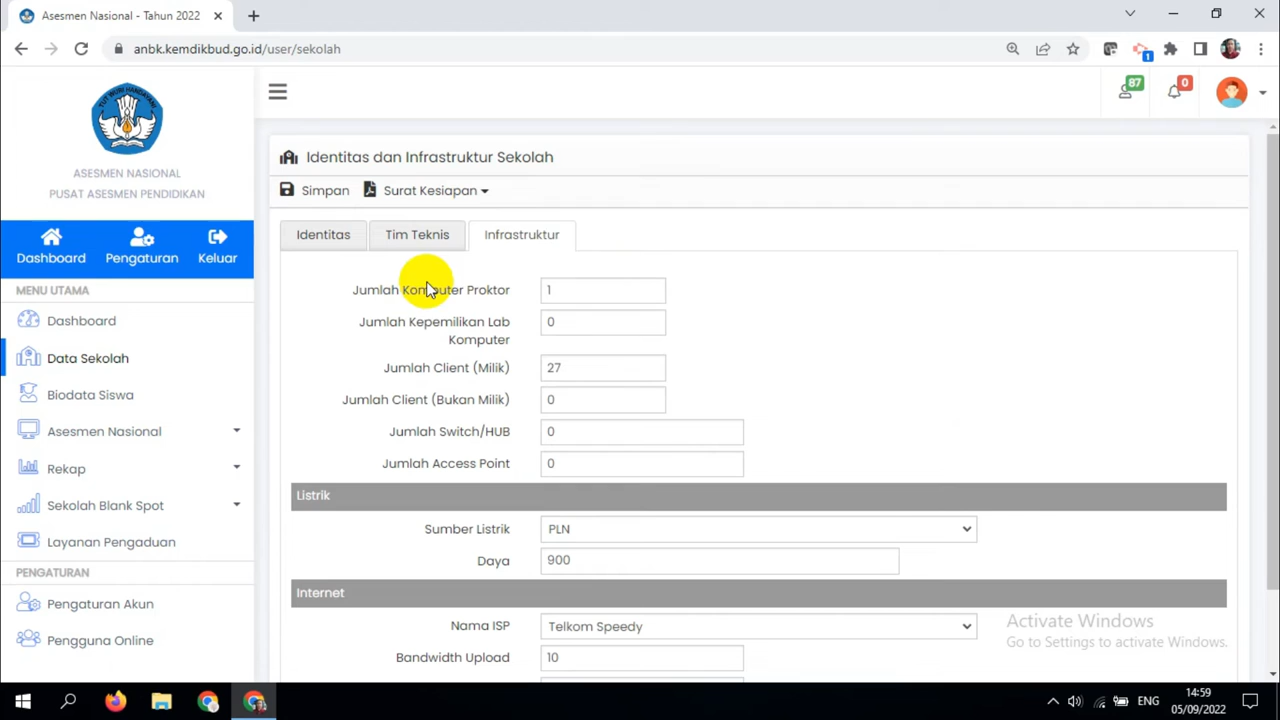 Asesmen Nasional - Tahun 2022
anbk.kemdikbud.go.id/user/sekolah
1
87
0
ASESMEN NASIONAL
PUSAT ASESMEN PENDIDIKAN
Dashboard
Pengaturan
Keluar
MENU UTAMA
Dashboard
Data Sekolah
Biodata Siswa
Asesmen Nasional
Rekap
Sekolah Blank Spot
Layanan Pengaduan
PENGATURAN
Pengaturan Akun
Pengguna Online
Identitas dan Infrastruktur Sekolah
Simpan
Surat Kesiapan
Identitas
Tim Teknis
Infrastruktur
Jumlah Komputer Proktor 1
Jumlah Kepemilikan Lab
Komputer
0
Jumlah Client (Milik) 27
Jumlah Client (Bukan Milik) 0
Jumlah Switch/HUB 0
Jumlah Access Point 0
Listrik
Sumber Listrik PLN
Daya 900
Internet
Nama ISP Telkom Speedy
Bandwidth Upload 10
Activate Windows
Go to Settings to activate Windows.
ENG
14:59
05/09/2022